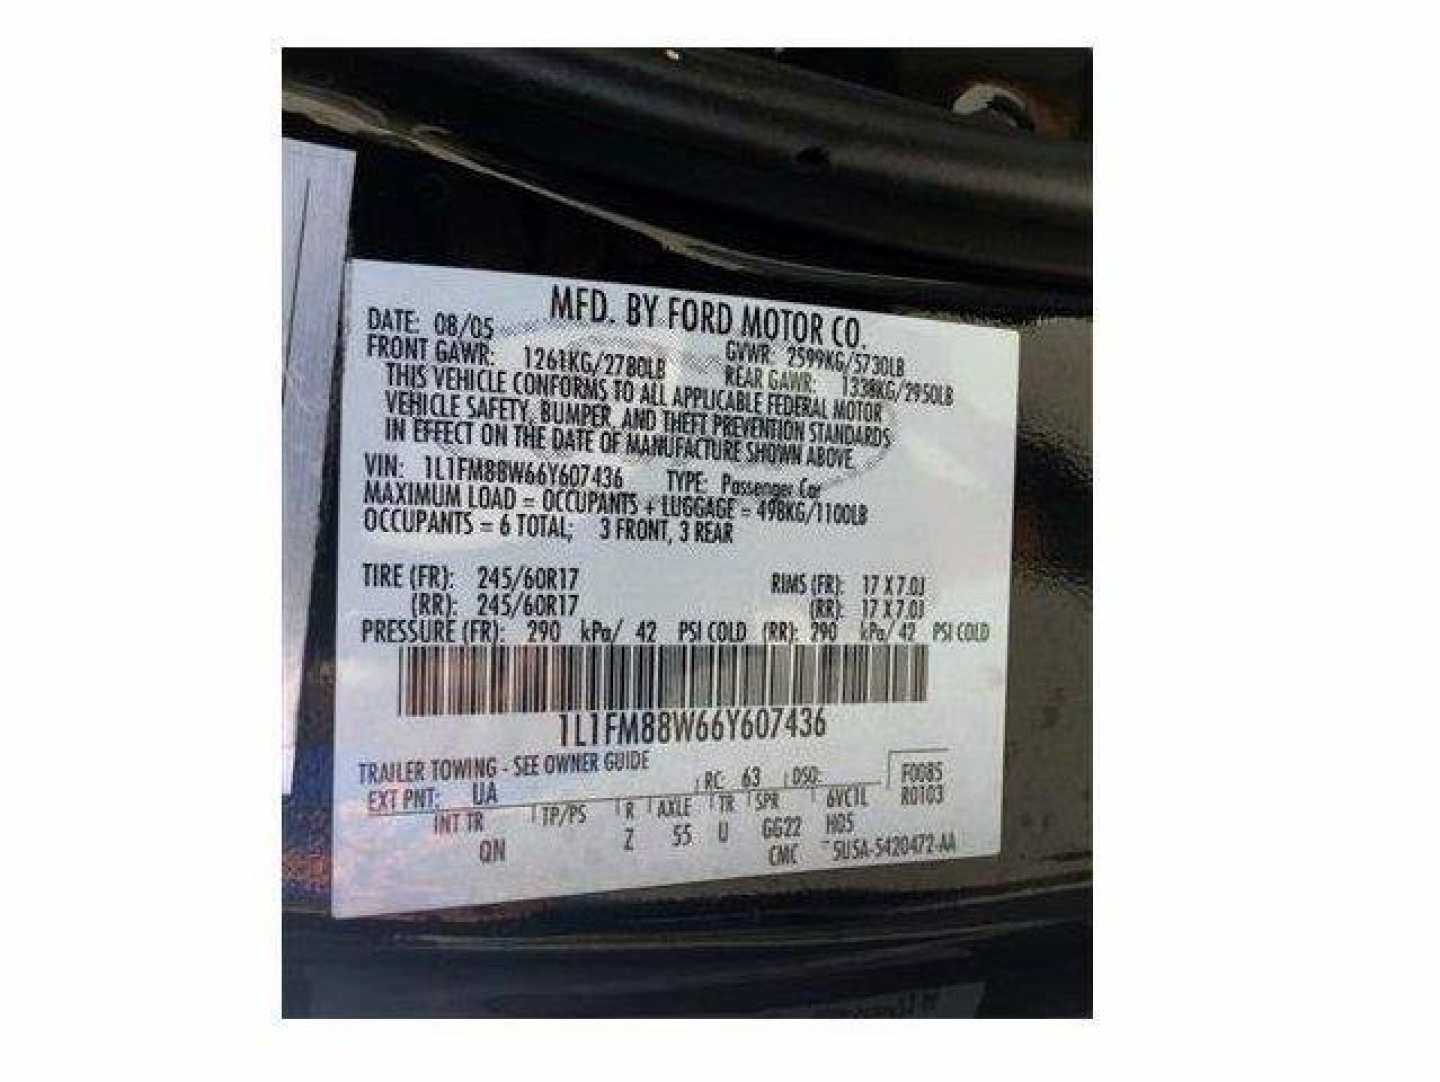 MFD. BY FORD MOTOR CO.
DATE: 08/05 GVWR: 2599KG/5730LB
FRONT GAWR: 1261KG/2780LB REAR GAWR: 1338KG/2950LB
THIS VEHICLE CONFORMS TO ALL APPLICABLE FEDERAL MOTOR
VEHICLE SAFETY, BUMPER, AND THEFT PREVENTION STANDARDS
IN EFFECT ON THE DATE OF MANUFACTURE SHOWN ABOVE.
VIN: 1L1FM88W66Y607436 TYPE: Passenger Car
MAXIMUM LOAD = OCCUPANTS + LUGGAGE = 498KG/1100LB
OCCUPANTS = 6 TOTAL; 3 FRONT, 3 REAR
TIRE (FR): 245/60R17 RIMS (FR): 17 X 7.0J
(RR): 245/60R17 (RR): 17 X 7.0J
PRESSURE (FR): 290 kPa/ 42 PSI COLD (RR): 290 kPa/ 42 PSI COLD
1L1FM88W66Y607436
TRAILER TOWING - SEE OWNER GUIDE
EXT PNT: UA RC: 63 DSO: F0085
INT TR TP/PS R AXLE TR SPR 6VC1L R0103
QN Z 55 U GG22 H05
CMC 5U5A-5420472-AA